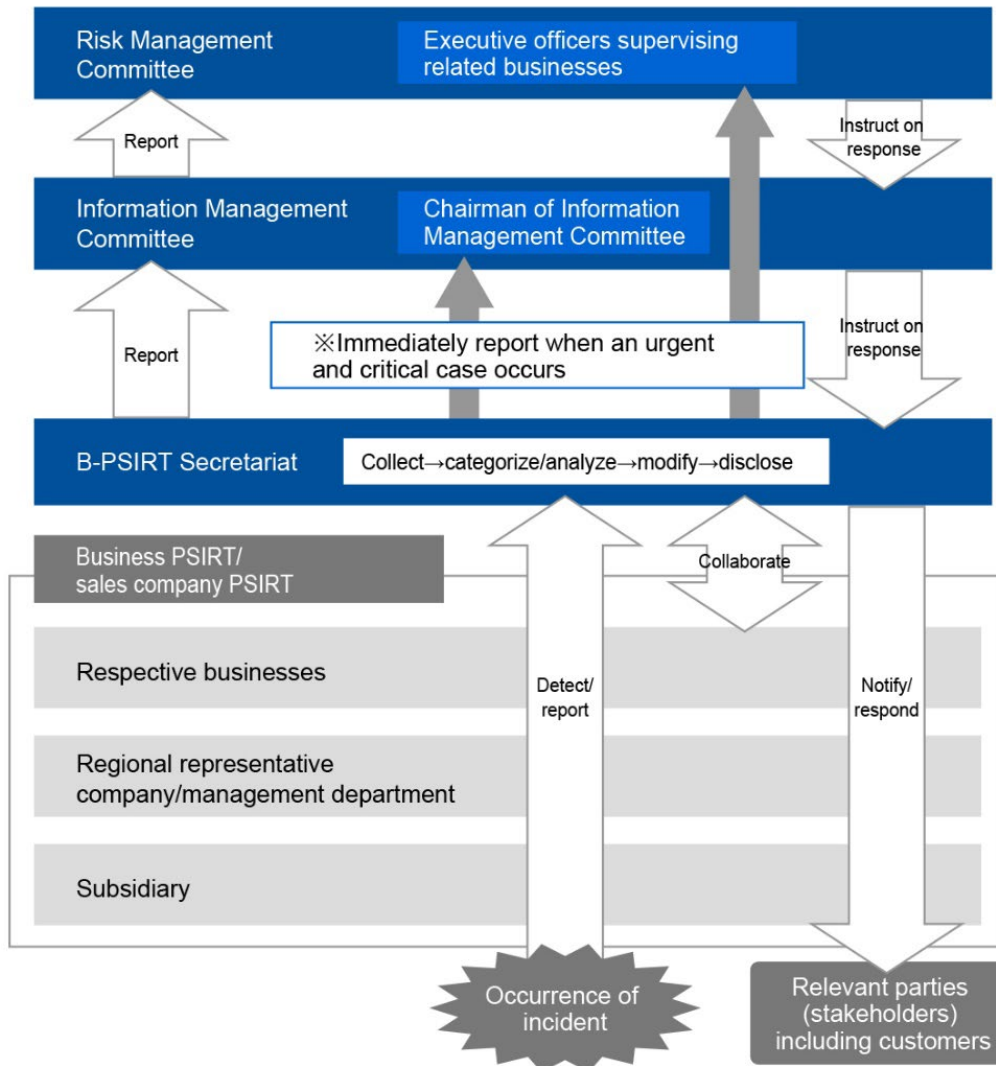 Risk Management
Committee
Executive officers supervising
related businesses
Report
Instruct on
response
Information Management
Committee
Chairman of Information
Management Committee
Report
※Immediately report when an urgent
and critical case occurs
Instruct on
response
B-PSIRT Secretariat
Collect→categorize/analyze→modify→disclose
Business PSIRT/
sales company PSIRT
Collaborate
Respective businesses
Detect/
report
Notify/
respond
Regional representative
company/management department
Subsidiary
Occurrence of
incident
Relevant parties
(stakeholders)
including customers